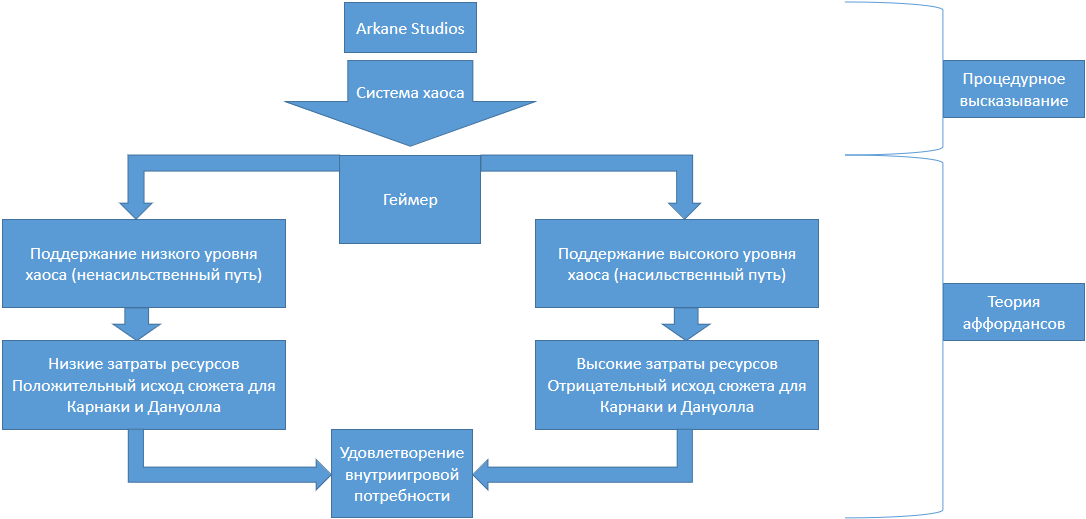 Arkane Studios
Система хаоса
Процедурное
высказывание
Геймер
Поддержание низкого уровня
хаоса (ненасильственный путь)
Поддержание высокого уровня
хаоса (насильственный путь)
Теория
аффордансов
Низкие затраты ресурсов
Положительный исход сюжета для
Карнаки и Дануолла
Высокие затраты ресурсов
Отрицательный исход сюжета для
Карнаки и Дануолла
Удовлетворение
внутриигровой
потребности